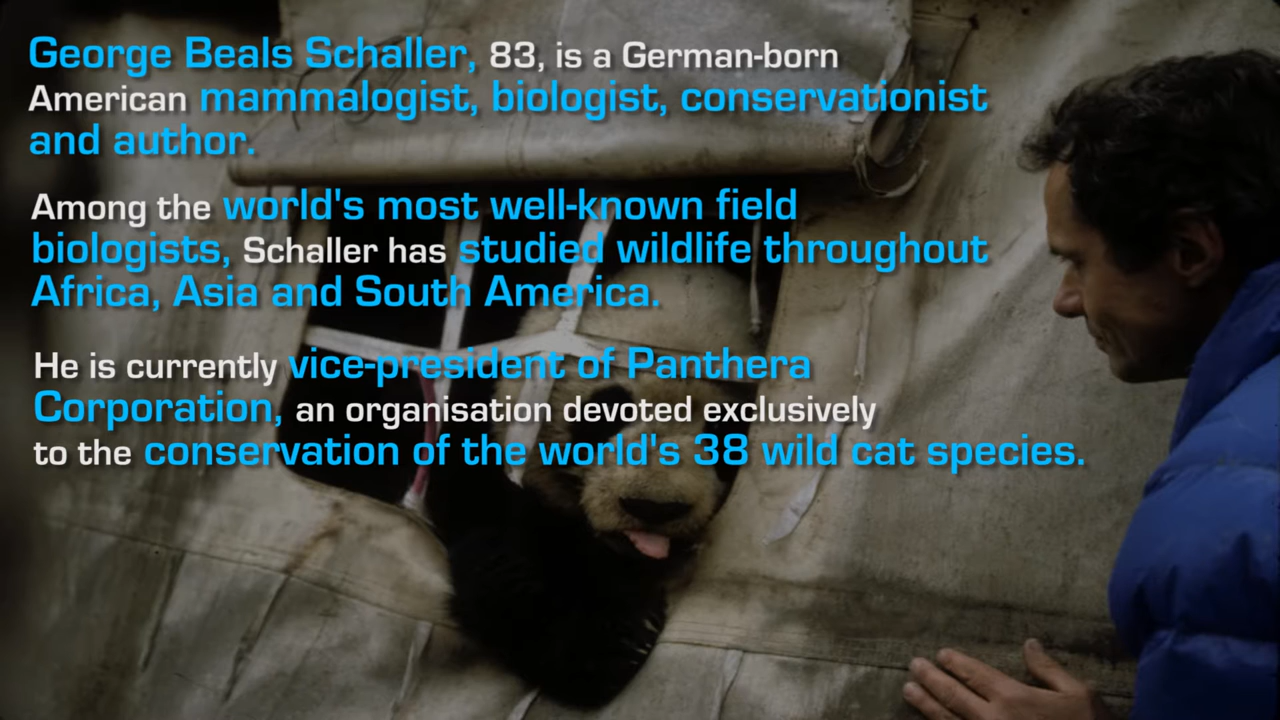 George Beals Schaller, 83, is a German-born
American mammalogist, biologist, conservationist
and author.
Among the world's most well-known field
biologists, Schaller has studied wildlife throughout
Africa, Asia and South America.
He is currently vice-president of Panthera
Corporation, an organisation devoted exclusively
to the conservation of the world's 38 wild cat species.